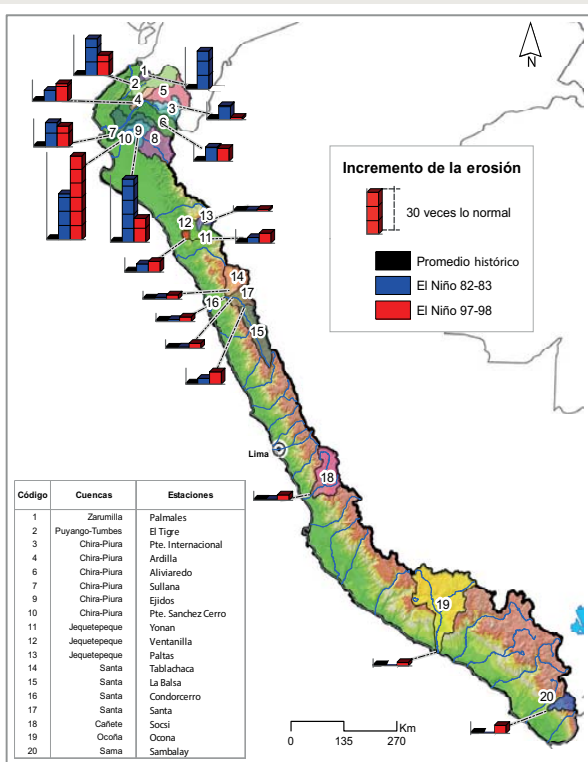 N
1
2
5
4
3
6
7
9
8
10
Incremento de la erosión
30 veces lo normal
Promedio histórico
El Niño 82-83
El Niño 97-98
13
12
11
14
17
16
15
Lima
18
19
20
Código Cuencas Estaciones
1 Zarumilla Palmales
2 Puyango-Tumbes El Tigre
3 Chira-Piura Pte. Internacional
4 Chira-Piura Ardilla
6 Chira-Piura Aliviaredo
7 Chira-Piura Sullana
9 Chira-Piura Ejidos
10 Chira-Piura Pte. Sanchez Cerro
11 Jequetepeque Yonan
12 Jequetepeque Ventanilla
13 Jequetepeque Paltas
14 Santa Tablachaca
15 Santa La Balsa
16 Santa Condorcerro
17 Santa Santa
18 Cañete Socsi
19 Ocoña Ocona
20 Sama Sambalay
Km
0 135 270